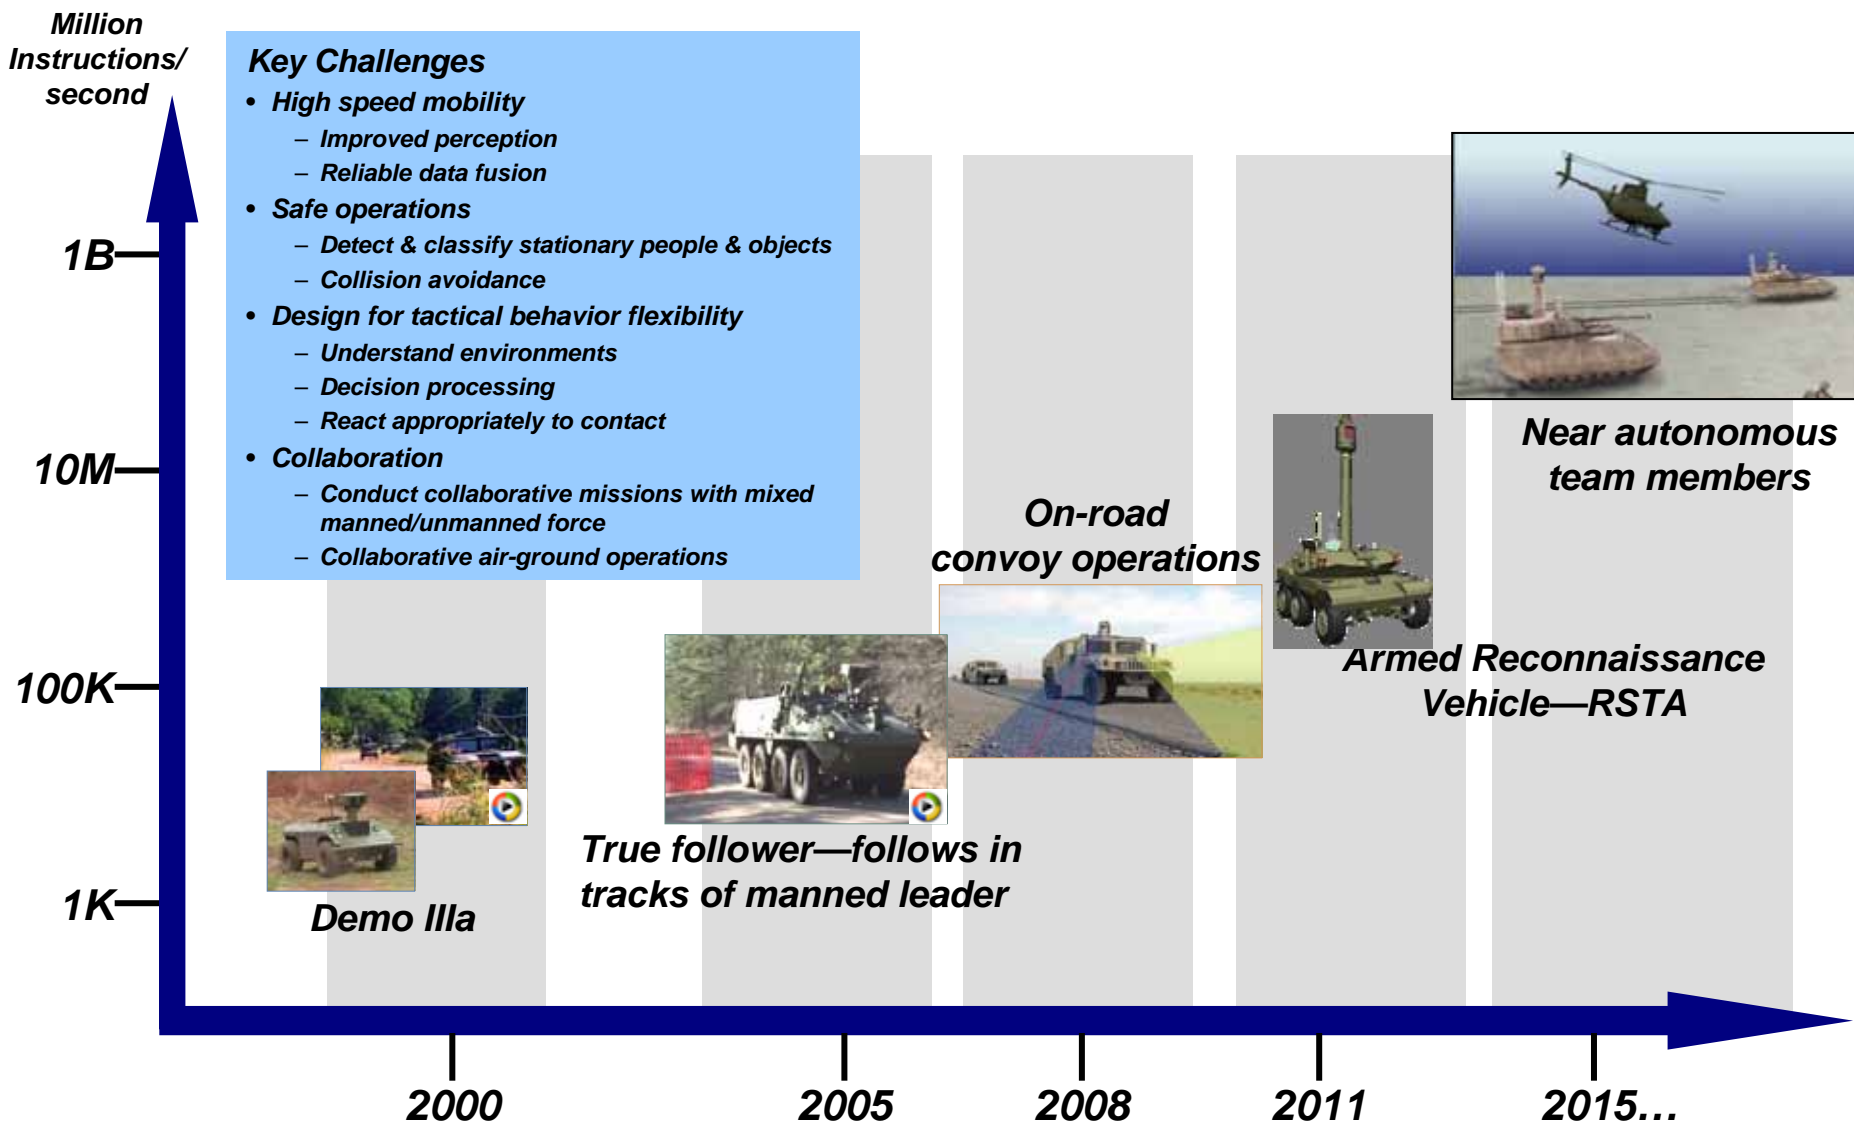 Million
Instructions/
second
Key Challenges
• High speed mobility
– Improved perception
– Reliable data fusion
• Safe operations
– Detect & classify stationary people & objects
– Collision avoidance
• Design for tactical behavior flexibility
– Understand environments
– Decision processing
– React appropriately to contact
• Collaboration
– Conduct collaborative missions with mixed
manned/unmanned force
– Collaborative air-ground operations
1B
10M
100K
1K
Near autonomous
team members
On-road
convoy operations
Armed Reconnaissance
Vehicle—RSTA
True follower—follows in
tracks of manned leader
Demo IIIa
2000
2005
2008
2011
2015…